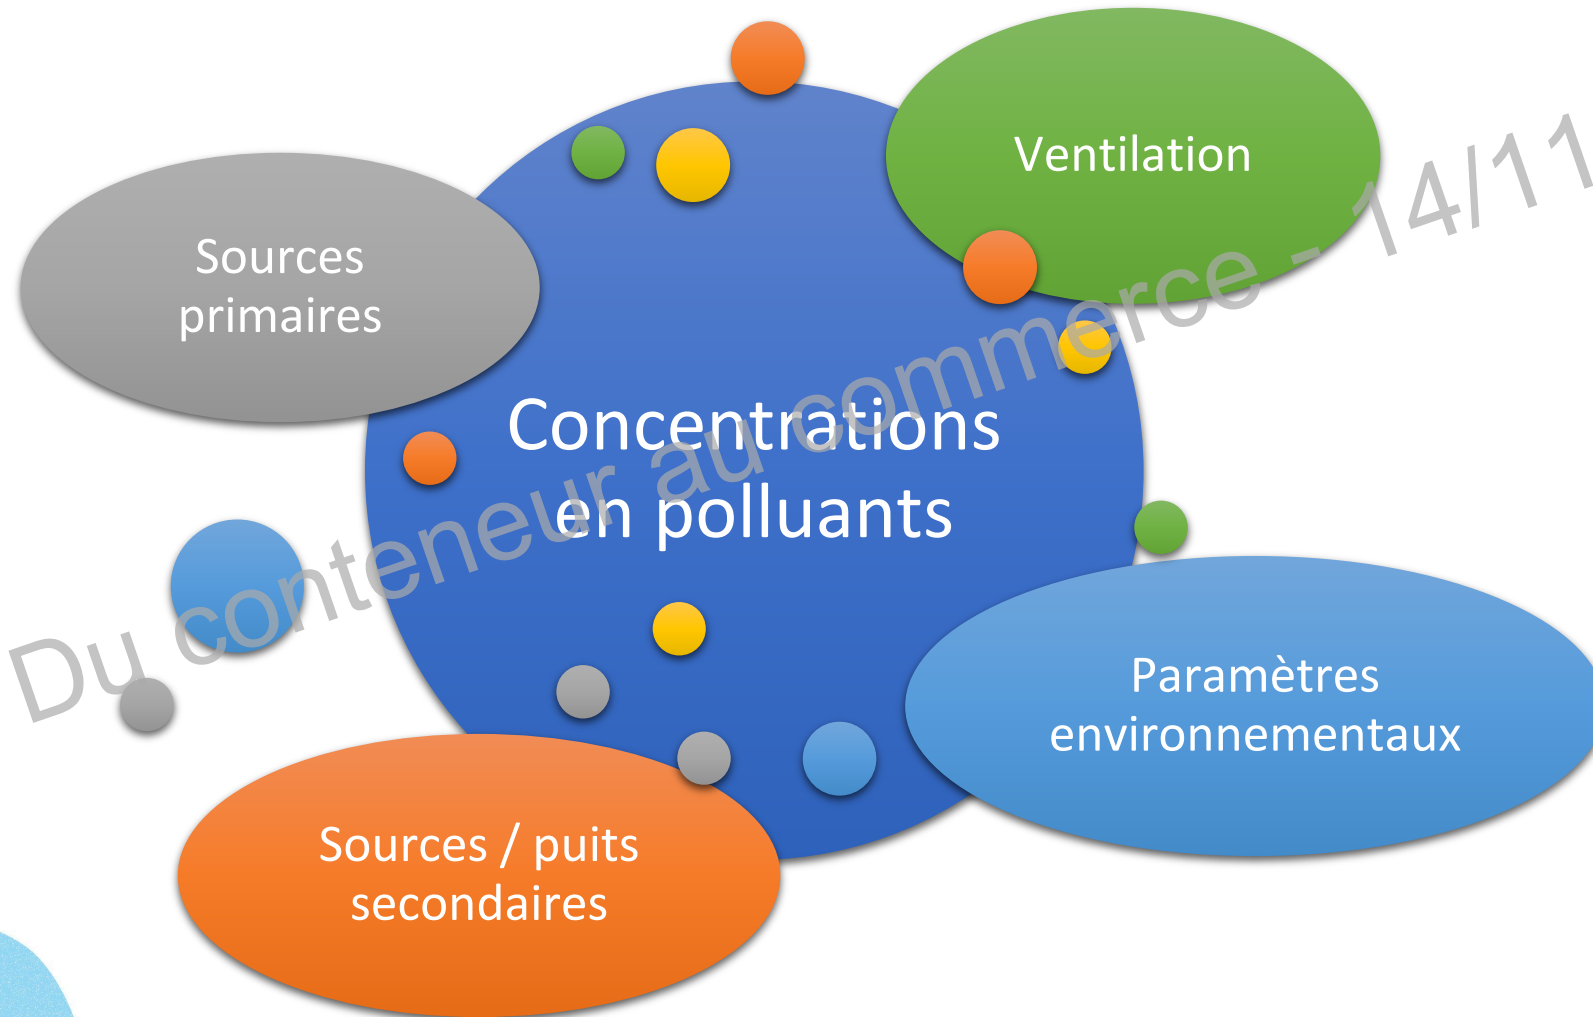 Ventilation
Sources
primaires
Concentrations
en polluants
Paramètres
environnementaux
Sources / puits
secondaires
Du conteneur au commerce - 14/11